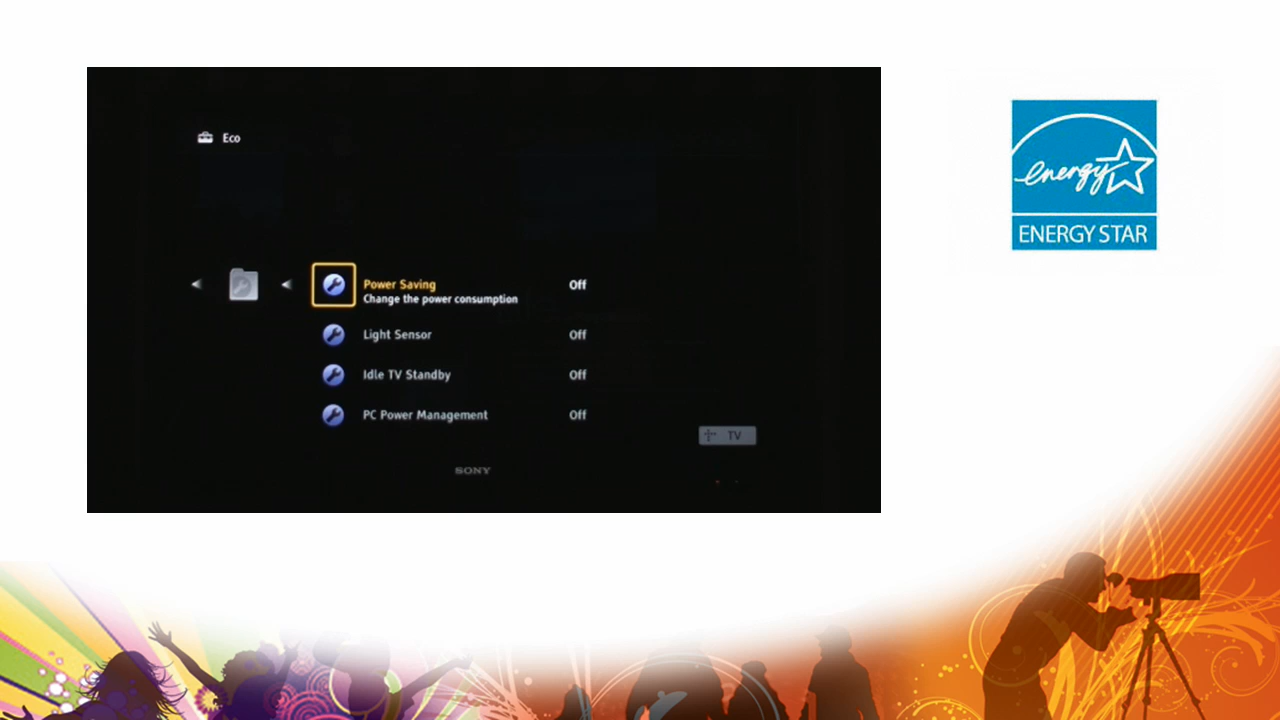 Eco
Power Saving Off
Change the power consumption
Light Sensor Off
Idle TV Standby Off
PC Power Management Off
TV
SONY
energy
ENERGY STAR